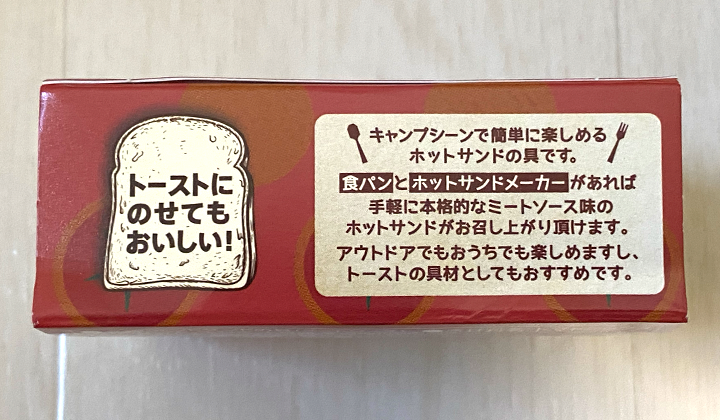 トーストに
のせても
おいしい!
キャンプシーンで簡単に楽しめる
ホットサンドの具です。
食パンとホットサンドメーカーがあれば
手軽に本格的なミートソース味の
ホットサンドがお召し上がり頂けます。
アウトドアでもおうちでも楽しめますし、
トーストの具材としてもおすすめです。